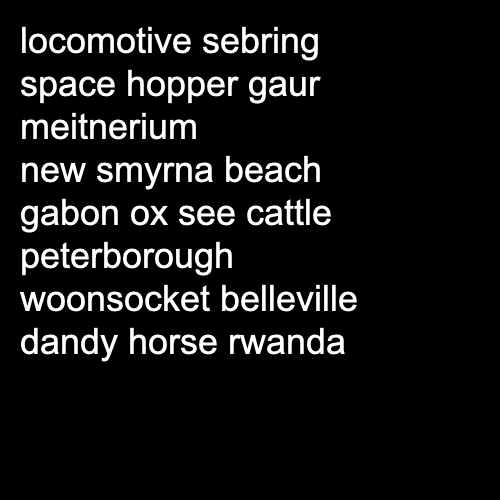 locomotive sebring
space hopper gaur
meitnerium
new smyrna beach
gabon ox see cattle
peterborough
woonsocket belleville
dandy horse rwanda